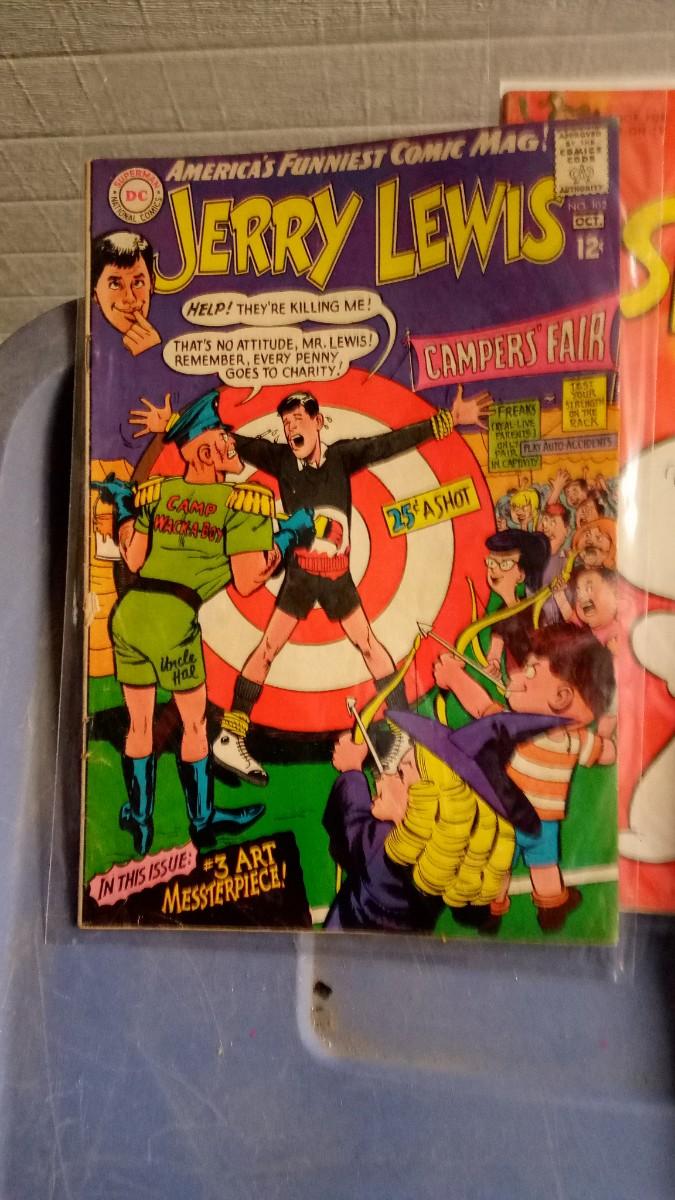 AMERICA'S FUNNIEST COMIC MAG!
SUPERMAN
DC
NATIONAL COMICS
APPROVED
BY THE
COMICS
CODE
AUTHORITY
JERRY LEWIS
NO. 102
OCT.
12¢
HELP! THEY'RE KILLING ME!
THAT'S NO ATTITUDE, MR. LEWIS!
REMEMBER, EVERY PENNY
GOES TO CHARITY!
"CAMPERS" FAIR
TEST
YOUR
STRENGTH
ON THE
RACK
FREAKS
REAL-LIVE
PARENTS!
ONLY
PAIR
IN CAPTIVITY
PLAY AUTO-ACCIDENTS
CAMP
WACK-A-BOY
25¢ A SHOT
Uncle
Hal
IN THIS ISSUE:
#3 ART
MESSTERPIECE!